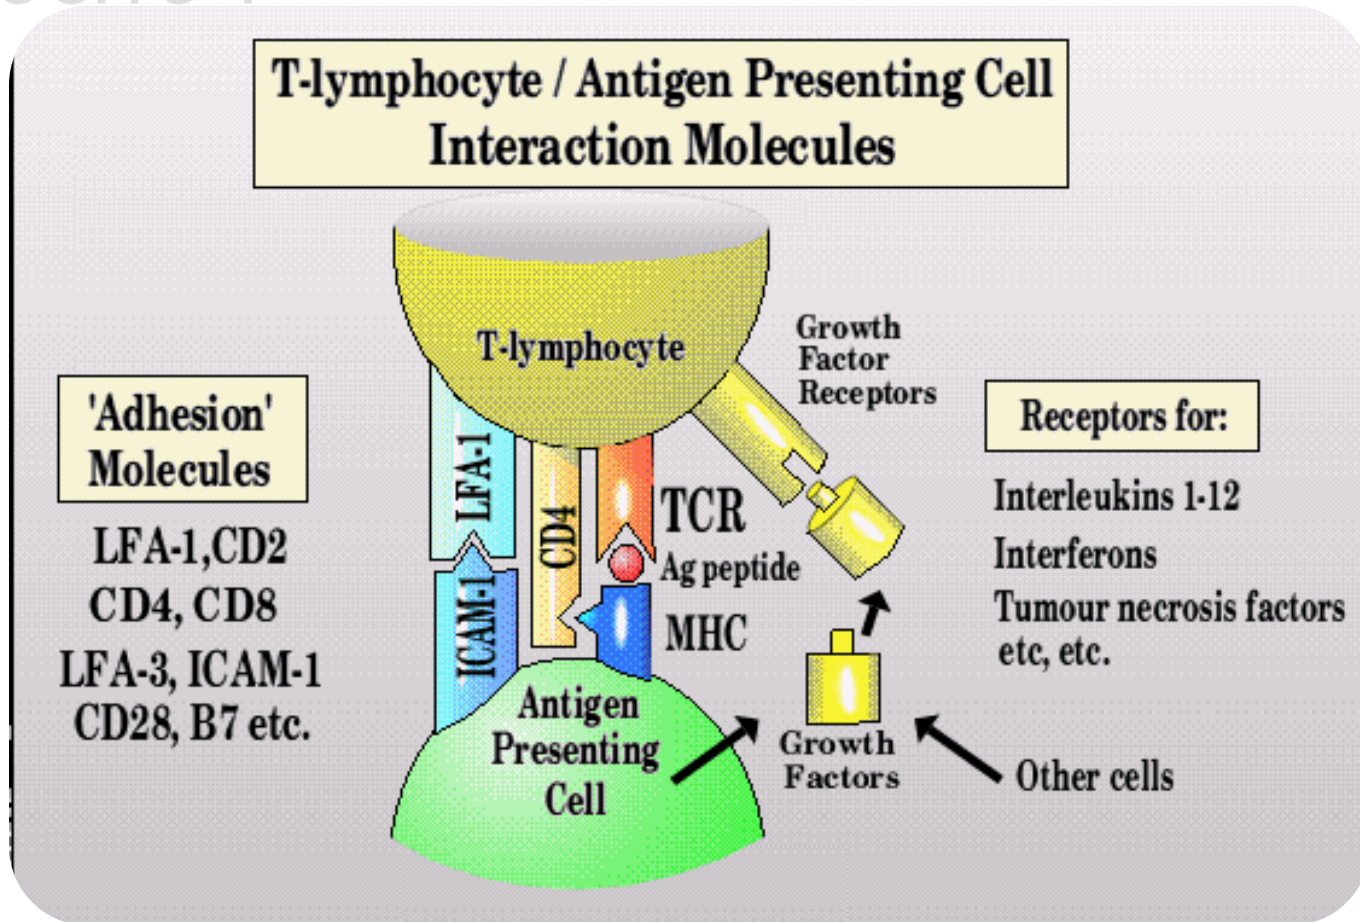 T-lymphocyte / Antigen Presenting Cell
Interaction Molecules
T-lymphocyte
Growth
Factor
Receptors
'Adhesion'
Molecules
LFA-1,CD2
CD4, CD8
LFA-3, ICAM-1
CD28, B7 etc.
LFA-1
ICAM-1
CD4
TCR
Ag peptide
MHC
Antigen
Presenting
Cell
Growth
Factors
Other cells
Receptors for:
Interleukins 1-12
Interferons
Tumour necrosis factors
etc, etc.